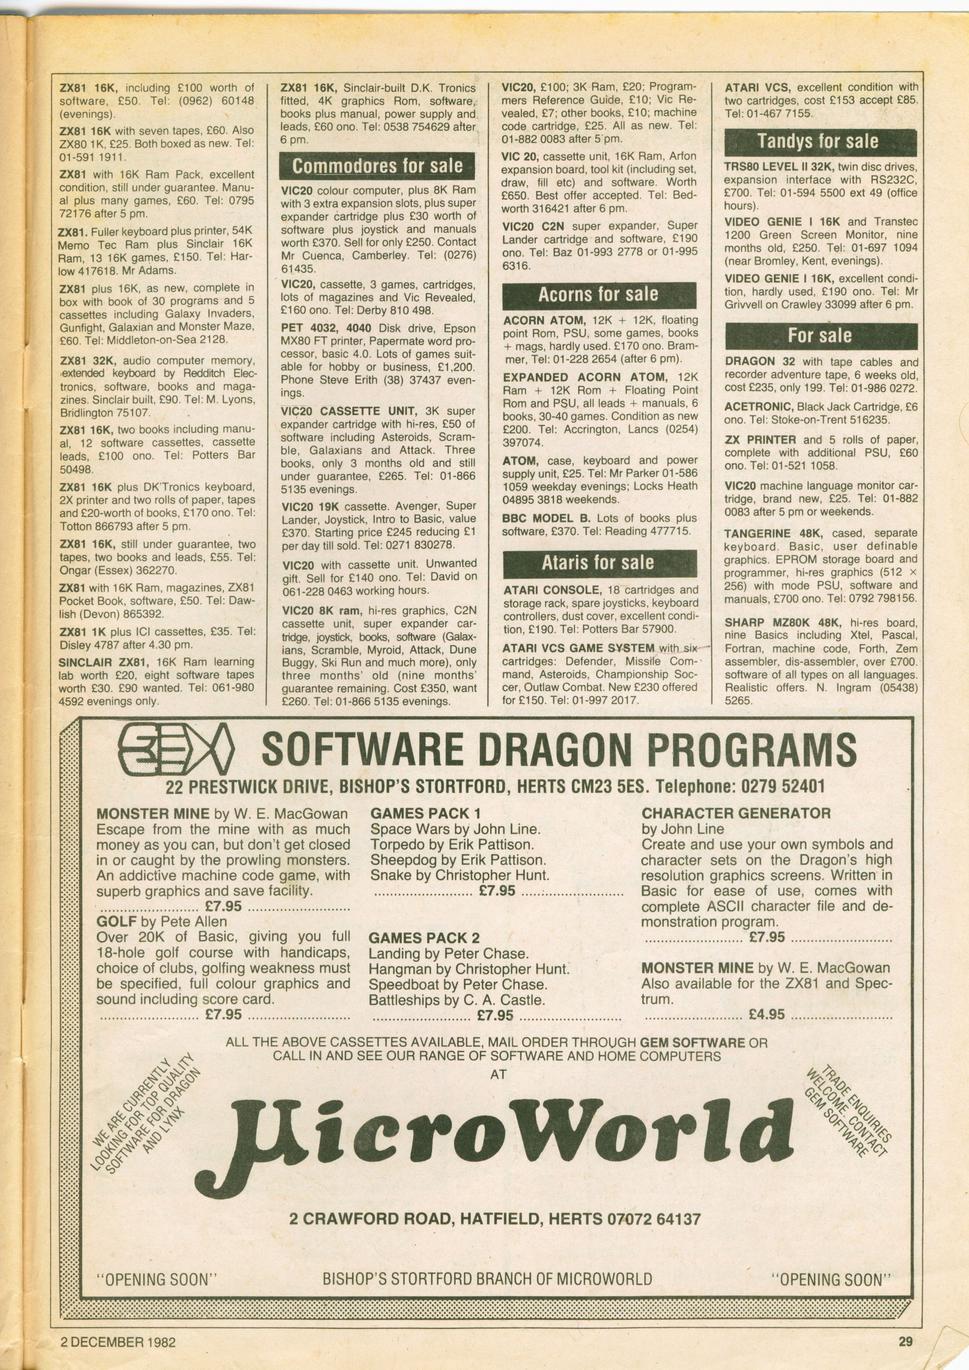 ZX81 16K, including £100 worth of
software, £50. Tel: (0962) 60148
(evenings).
ZX81 16K with seven tapes, £60. Also
ZX80 1K, £25. Both boxed as new. Tel:
01-591 1911.
ZX81 with 16K Ram Pack, excellent
condition, still under guarantee. Manu-
al plus many games, £60. Tel: 0795
72176 after 5 pm.
ZX81. Fuller keyboard plus printer, 54K
Memo Tec Ram plus Sinclair 16K
Ram, 13 16K games, £150. Tel: Har-
low 417618. Mr Adams.
ZX81 plus 16K, as new, complete in
box with book of 30 programs and 5
cassettes including Galaxy Invaders,
Gunfight, Galaxian and Monster Maze,
£60. Tel: Middleton-on-Sea 2128.
ZX81 32K, audio computer memory,
extended keyboard by Redditch Elec-
tronics, software, books and maga-
zines. Sinclair built, £90. Tel: M. Lyons,
Bridlington 75107.
ZX81 16K, two books including manu-
al, 12 software cassettes, cassette
leads, £100 ono. Tel: Potters Bar
50498.
ZX81 16K plus DK'Tronics keyboard,
2X printer and two rolls of paper, tapes
and £20-worth of books, £170 ono. Tel:
Totton 866793 after 5 pm.
ZX81 16K, still under guarantee, two
tapes, two books and leads, £55. Tel:
Ongar (Essex) 362270.
ZX81 with 16K Ram, magazines, ZX81
Pocket Book, software, £50. Tel: Daw-
lish (Devon) 865392.
ZX81 1K plus ICI cassettes, £35. Tel:
Disley 4787 after 4.30 pm.
SINCLAIR ZX81, 16K Ram learning
lab worth £20, eight software tapes
worth £30. £90 wanted. Tel: 061-980
4592 evenings only.
ZX81 16K, Sinclair-built D.K. Tronics
fitted, 4K graphics Rom, software,
books plus manual, power supply and
leads, £60 ono. Tel: 0538 754629 after
6 pm.
Commodores for sale
VIC20 colour computer, plus 8K Ram
with 3 extra expansion slots, plus super
expander cartridge plus £30 worth of
software plus joystick and manuals
worth £370. Sell for only £250. Contact
Mr Cuenca, Camberley. Tel: (0276)
61435.
VIC20, cassette, 3 games, cartridges,
lots of magazines and Vic Revealed,
£160 ono. Tel: Derby 810 498.
PET 4032, 4040 Disk drive, Epson
MX80 FT printer, Papermate word pro-
cessor, basic 4.0. Lots of games suit-
able for hobby or business, £1,200.
Phone Steve Erith (38) 37437 even-
ings.
VIC20 CASSETTE UNIT, 3K super
expander cartridge with hi-res, £50 of
software including Asteroids, Scram-
ble, Galaxians and Attack. Three
books, only 3 months old and still
under guarantee, £265. Tel: 01-866
5135 evenings.
VIC20 19K cassette. Avenger, Super
Lander, Joystick, Intro to Basic, value
£370. Starting price £245 reducing £1
per day till sold. Tel: 0271 830278.
VIC20 with cassette unit. Unwanted
gift. Sell for £140 ono. Tel: David on
061-228 0463 working hours.
VIC20 8K ram, hi-res graphics, C2N
cassette unit, super expander car-
tridge, joystick, books, software (Galax-
ians, Scramble, Myroid, Attack, Dune
Buggy, Ski Run and much more), only
three months' old (nine months'
guarantee remaining. Cost £350, want
£260. Tel: 01-866 5135 evenings.
VIC20, £100; 3K Ram, £20; Program-
mers Reference Guide, £10; Vic Re-
vealed, £7; other books, £10; machine
code cartridge, £25. All as new. Tel:
01-882 0083 after 5 pm.
VIC 20, cassette unit, 16K Ram, Arfon
expansion board, tool kit (including set,
draw, fill etc) and software. Worth
£650. Best offer accepted. Tel: Bed-
worth 316421 after 6 pm.
VIC20 C2N super expander, Super
Lander cartridge and software, £190
ono. Tel: Baz 01-993 2778 or 01-995
6316.
Acorns for sale
ACORN ATOM, 12K + 12K, floating
point Rom, PSU, some games, books
+ mags, hardly used. £170 ono. Bram-
mer, Tel: 01-228 2654 (after 6 pm).
EXPANDED ACORN ATOM, 12K
Ram + 12K Rom + Floating Point
Rom and PSU, all leads + manuals, 6
books, 30-40 games. Condition as new
£200. Tel: Accrington, Lancs (0254)
397074.
ATOM, case, keyboard and power
supply unit, £25. Tel: Mr Parker 01-586
1059 weekday evenings; Locks Heath
04895 3818 weekends.
BBC MODEL B. Lots of books plus
software, £370. Tel: Reading 477715.
Ataris for sale
ATARI CONSOLE, 18 cartridges and
storage rack, spare joysticks, keyboard
controllers, dust cover, excellent condi-
tion, £190. Tel: Potters Bar 57900.
ATARI VCS GAME SYSTEM with six
cartridges: Defender, Missile Com-
mand, Asteroids, Championship Soc-
cer, Outlaw Combat. New £230 offered
for £150. Tel: 01-997 2017.
ATARI VCS, excellent condition with
two cartridges, cost £153 accept £85.
Tel: 01-467 7155.
Tandys for sale
TRS80 LEVEL II 32K, twin disc drives,
expansion interface with RS232C,
£700. Tel: 01-594 5500 ext 49 (office
hours).
VIDEO GENIE I 16K and Transtec
1200 Green Screen Monitor, nine
months old, £250. Tel: 01-697 1094
(near Bromley, Kent, evenings).
VIDEO GENIE I 16K, excellent condi-
tion, hardly used, £190 ono. Tel: Mr
Grivvell on Crawley 33099 after 6 pm.
For sale
DRAGON 32 with tape cables and
recorder adventure tape, 6 weeks old,
cost £235, only 199. Tel: 01-986 0272.
ACETRONIC, Black Jack Cartridge, £6
ono. Tel: Stoke-on-Trent 516235.
ZX PRINTER and 5 rolls of paper,
complete with additional PSU, £60
ono. Tel: 01-521 1058.
VIC20 machine language monitor car-
tridge, brand new, £25. Tel: 01-882
0083 after 5 pm or weekends.
TANGERINE 48K, cased, separate
keyboard. Basic, user definable
graphics. EPROM storage board and
programmer, hi-res graphics (512 ×
256) with mode PSU, software and
manuals, £700 ono. Tel: 0792 798156.
SHARP MZ80K 48K, hi-res board,
nine Basics including Xtel, Pascal,
Fortran, machine code, Forth, Zem
assembler, dis-assembler, over £700.
software of all types on all languages.
Realistic offers. N. Ingram (05438)
5265.
GEM SOFTWARE DRAGON PROGRAMS
22 PRESTWICK DRIVE, BISHOP'S STORTFORD, HERTS CM23 5ES. Telephone: 0279 52401
MONSTER MINE by W. E. MacGowan
Escape from the mine with as much
money as you can, but don't get closed
in or caught by the prowling monsters.
An addictive machine code game, with
superb graphics and save facility.
.................... £7.95 ....................
GOLF by Pete Allen
Over 20K of Basic, giving you full
18-hole golf course with handicaps,
choice of clubs, golfing weakness must
be specified, full colour graphics and
sound including score card.
.................... £7.95 ....................
GAMES PACK 1
Space Wars by John Line.
Torpedo by Erik Pattison.
Sheepdog by Erik Pattison.
Snake by Christopher Hunt.
.................... £7.95 ....................
GAMES PACK 2
Landing by Peter Chase.
Hangman by Christopher Hunt.
Speedboat by Peter Chase.
Battleships by C. A. Castle.
.................... £7.95 ....................
CHARACTER GENERATOR
by John Line
Create and use your own symbols and
character sets on the Dragon's high
resolution graphics screens. Written in
Basic for ease of use, comes with
complete ASCII character file and de-
monstration program.
.................... £7.95 ....................
MONSTER MINE by W. E. MacGowan
Also available for the ZX81 and Spec-
trum.
.................... £4.95 ....................
ALL THE ABOVE CASSETTES AVAILABLE, MAIL ORDER THROUGH GEM SOFTWARE OR
CALL IN AND SEE OUR RANGE OF SOFTWARE AND HOME COMPUTERS
AT
WE ARE CURRENTLY
LOOKING FOR TOP QUALITY
SOFTWARE FOR DRAGON
AND LYNX
TRADE ENQUIRIES
WELCOME: CONTACT
GEM SOFTWARE
µicroWorld
2 CRAWFORD ROAD, HATFIELD, HERTS 07072 64137
"OPENING SOON" BISHOP'S STORTFORD BRANCH OF MICROWORLD "OPENING SOON"
2 DECEMBER 1982
29